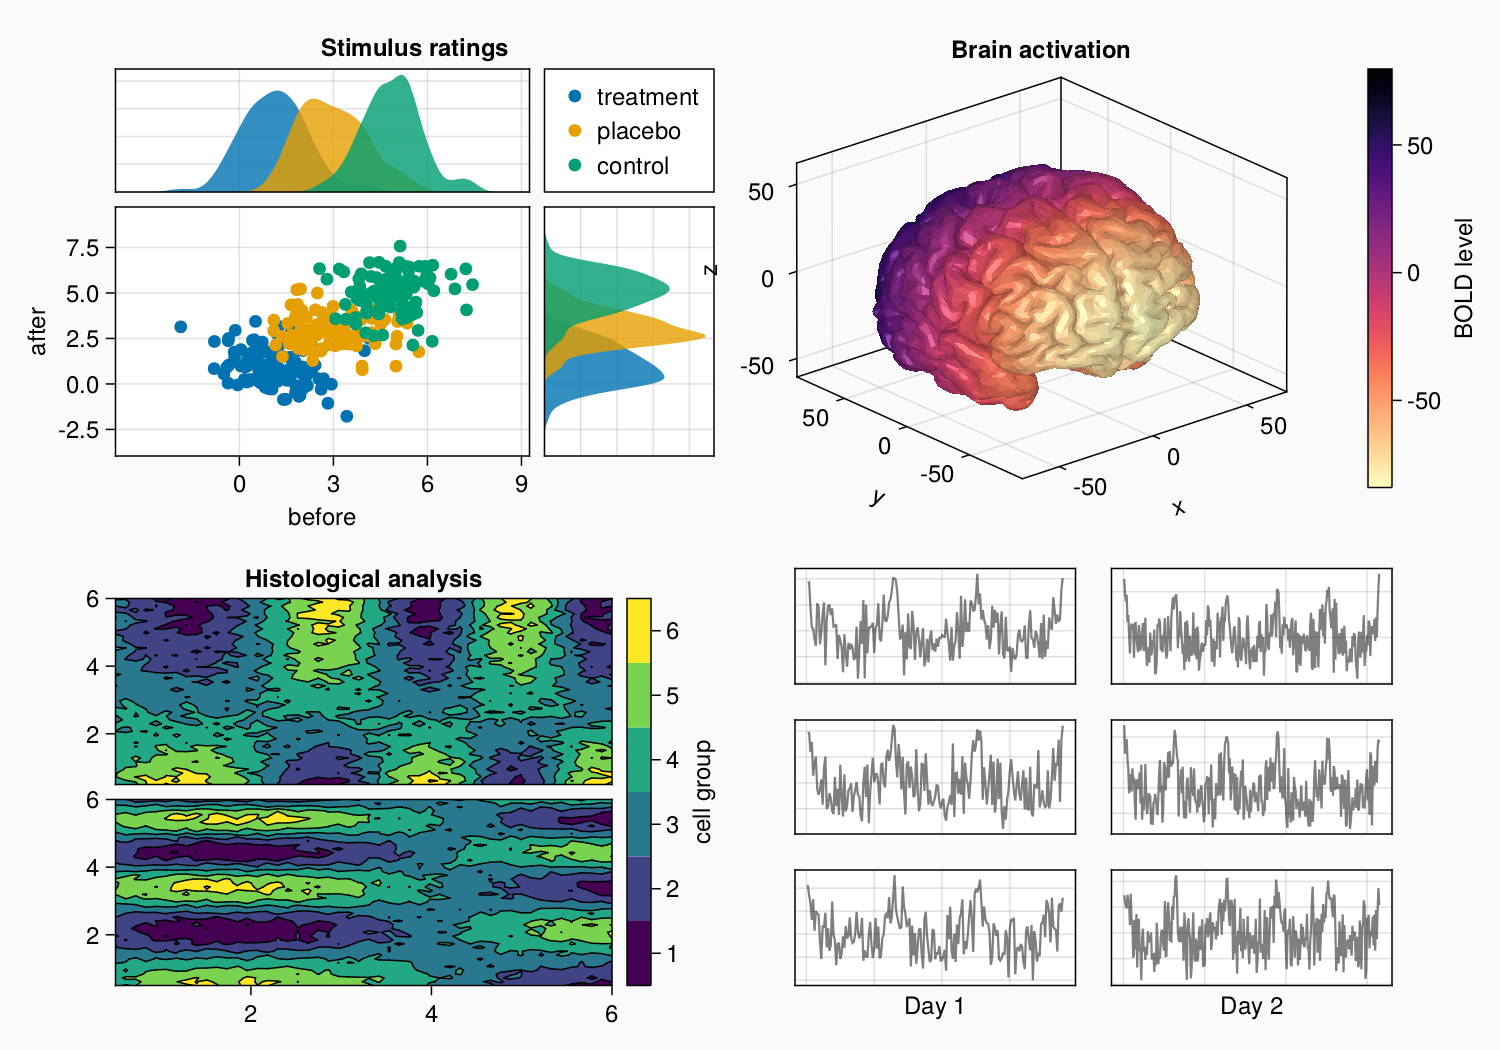 Stimulus ratings
treatment
placebo
control
after
7.5
5.0
2.5
0.0
-2.5
0
3
6
9
before
Brain activation
z
50
0
-50
50
0
-50
y
-50
0
50
x
50
0
-50
BOLD level
Histological analysis
6
4
2
6
4
2
2
4
6
6
5
4
3
2
1
cell group
Day 1
Day 2